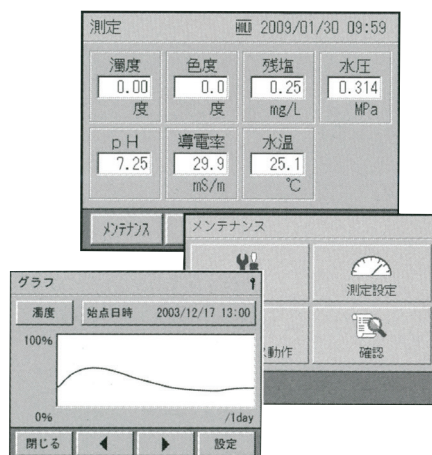 測定 HOLD 2009/01/30 09:59
濁度 色度 残塩 水圧
0.00 0.0 0.25 0.314
度 度 mg/L MPa
pH 導電率 水温
7.25 29.9 25.1
mS/m ℃
メンテナンス
メンテナンス
測定設定
動作
確認
グラフ
濁度 始点日時 2003/12/17 13:00
100%
0% /1day
閉じる ◀ ▶ 設定